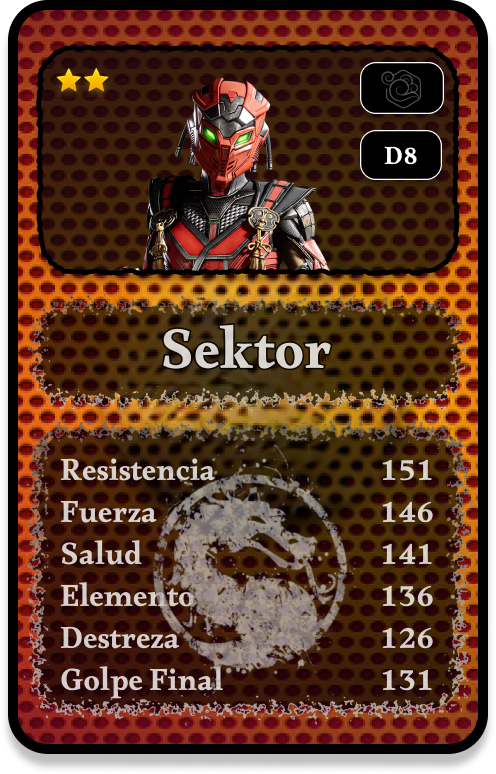 D8
Sektor
Resistencia 151
Fuerza 146
Salud 141
Elemento 136
Destreza 126
Golpe Final 131